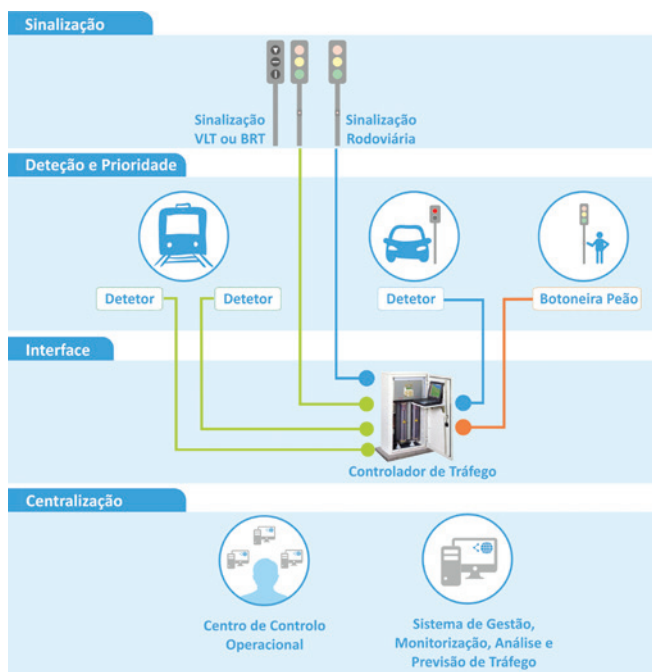 Sinalização
Sinalização
VLT ou BRT
Sinalização
Rodoviária
Deteção e Prioridade
Detetor
Detetor
Detetor
Botoneira Peão
Interface
Controlador de Tráfego
Centralização
Centro de Controlo
Operacional
Sistema de Gestão,
Monitorização, Análise e
Previsão de Tráfego